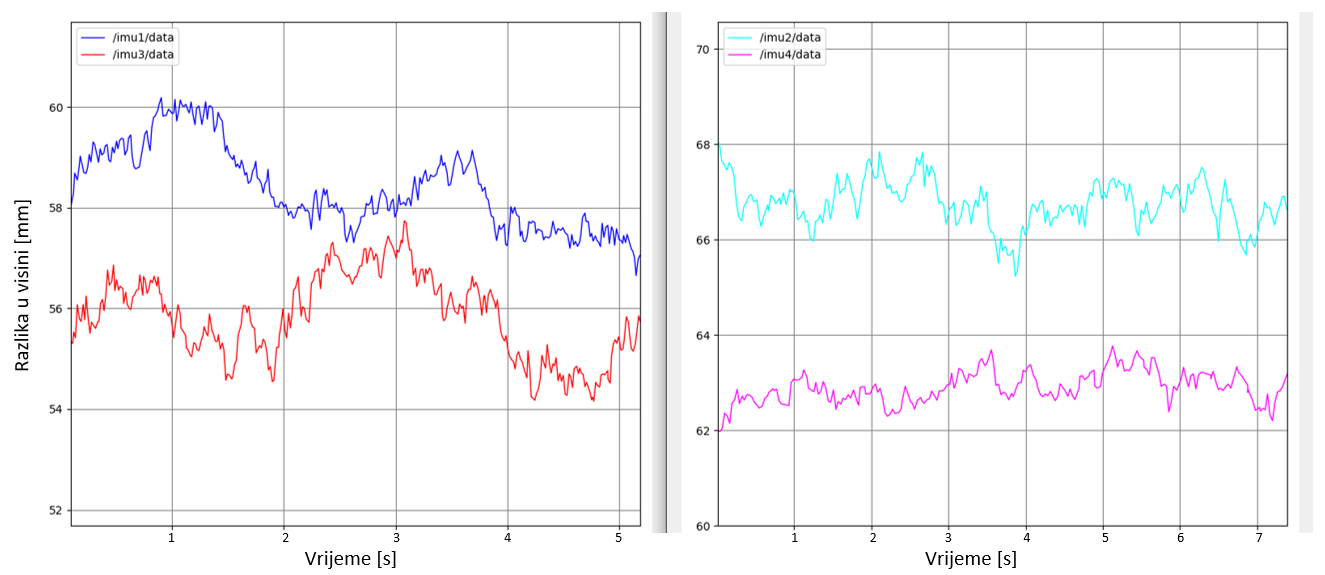 /imu1/data
/imu3/data
60
58
56
54
52
1 2 3 4 5
Razlika u visini [mm]
Vrijeme [s]
/imu2/data
/imu4/data
70
68
66
64
62
60
1 2 3 4 5 6 7
Vrijeme [s]